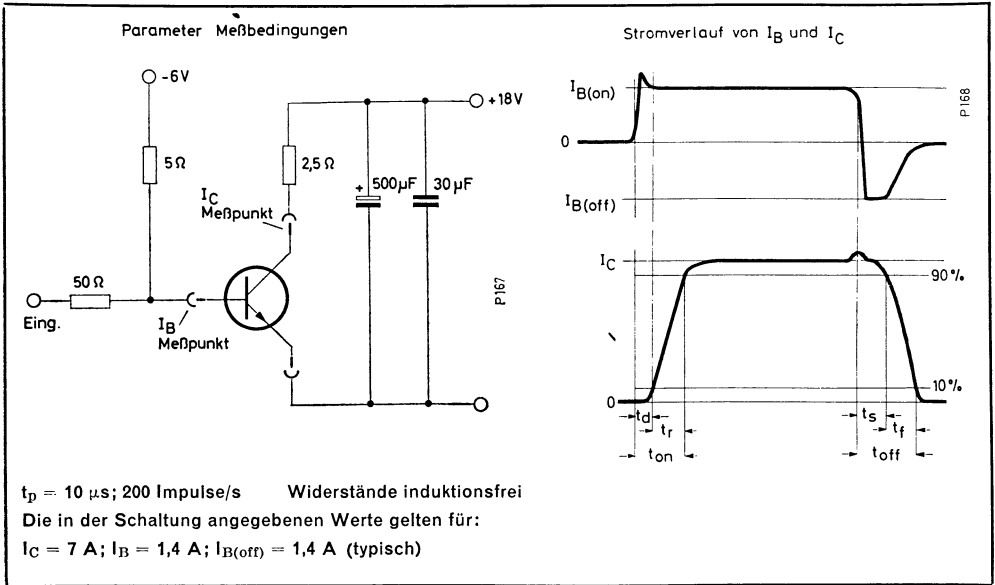 Parameter Meßbedingungen
-6V
+18V
5Ω
2,5Ω
+ 500µF
30µF
IC
Meßpunkt
50Ω
Eing.
IB
Meßpunkt
P167
Stromverlauf von IB und IC
IB(on)
0
IB(off)
P168
IC
90%
10%
0
td
tr
ton
ts
tf
toff
tp = 10 µs; 200 Impulse/s Widerstände induktionsfrei
Die in der Schaltung angegebenen Werte gelten für:
IC = 7 A; IB = 1,4 A; IB(off) = 1,4 A (typisch)